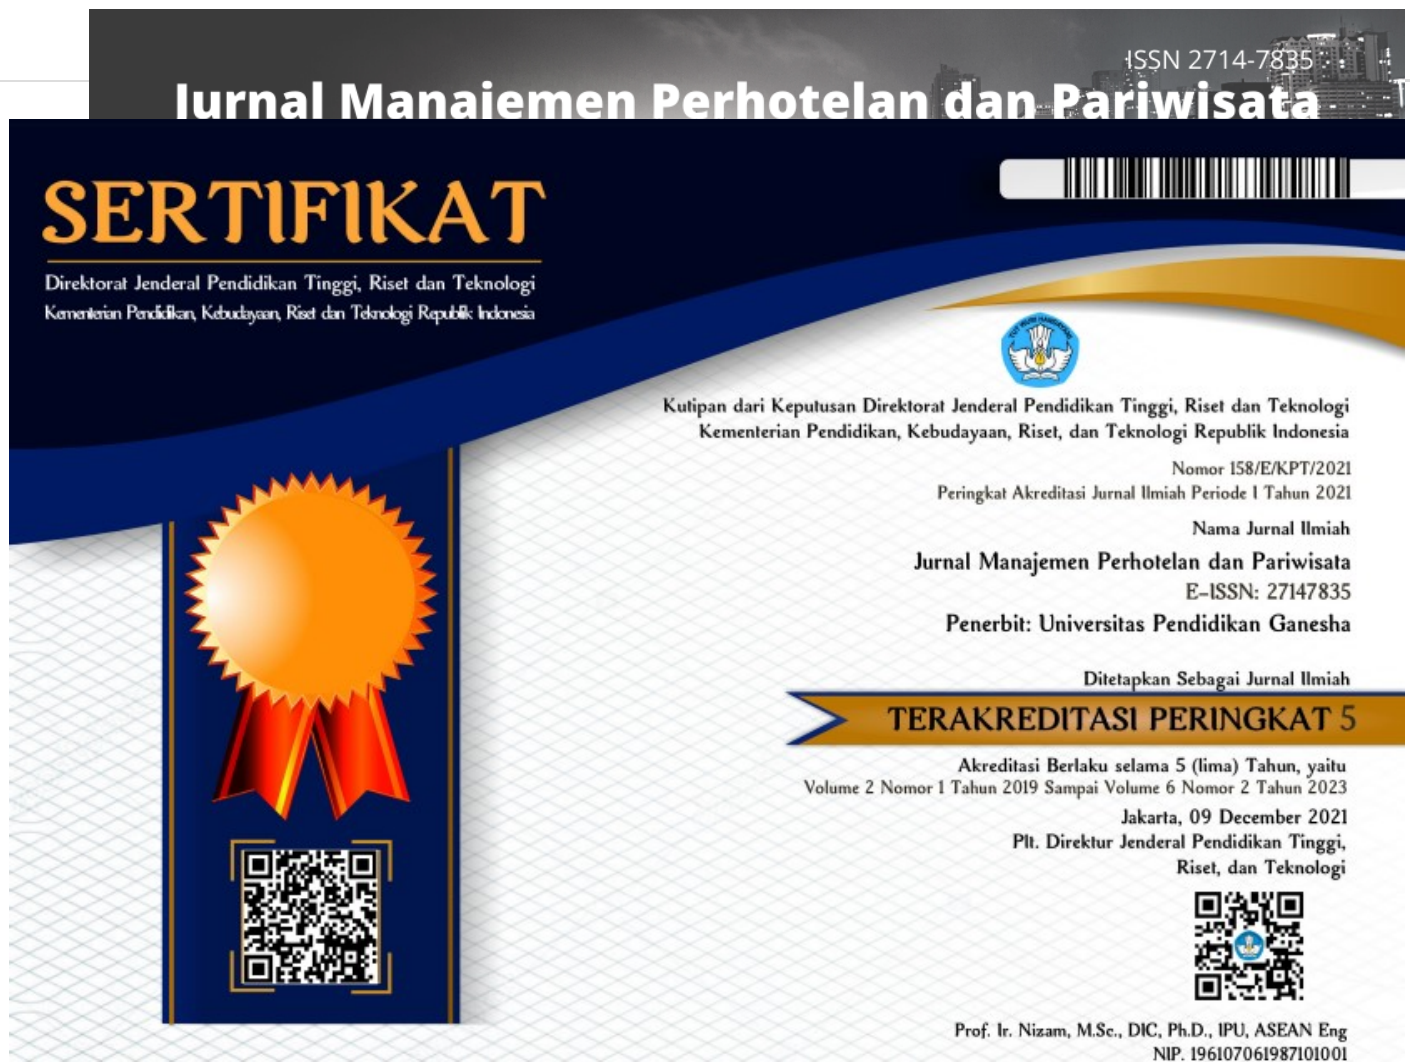 ISSN 2714-7835
Jurnal Manajemen Perhotelan dan Pariwisata
SERTIFIKAT
Direktorat Jenderal Pendidikan Tinggi, Riset dan Teknologi
Kementerian Pendidikan, Kebudayaan, Riset dan Teknologi Republik Indonesia
TUT WURI HANDAYANI
Kutipan dari Keputusan Direktorat Jenderal Pendidikan Tinggi, Riset dan Teknologi
Kementerian Pendidikan, Kebudayaan, Riset, dan Teknologi Republik Indonesia
Nomor 158/E/KPT/2021
Peringkat Akreditasi Jurnal Ilmiah Periode 1 Tahun 2021
Nama Jurnal Ilmiah
Jurnal Manajemen Perhotelan dan Pariwisata
E-ISSN: 27147835
Penerbit: Universitas Pendidikan Ganesha
Ditetapkan Sebagai Jurnal Ilmiah
TERAKREDITASI PERINGKAT 5
Akreditasi Berlaku selama 5 (lima) Tahun, yaitu
Volume 2 Nomor 1 Tahun 2019 Sampai Volume 6 Nomor 2 Tahun 2023
Jakarta, 09 December 2021
Plt. Direktur Jenderal Pendidikan Tinggi,
Riset, dan Teknologi
Prof. Ir. Nizam, M.Sc., DIC, Ph.D., IPU, ASEAN Eng
NIP. 196107061987101001